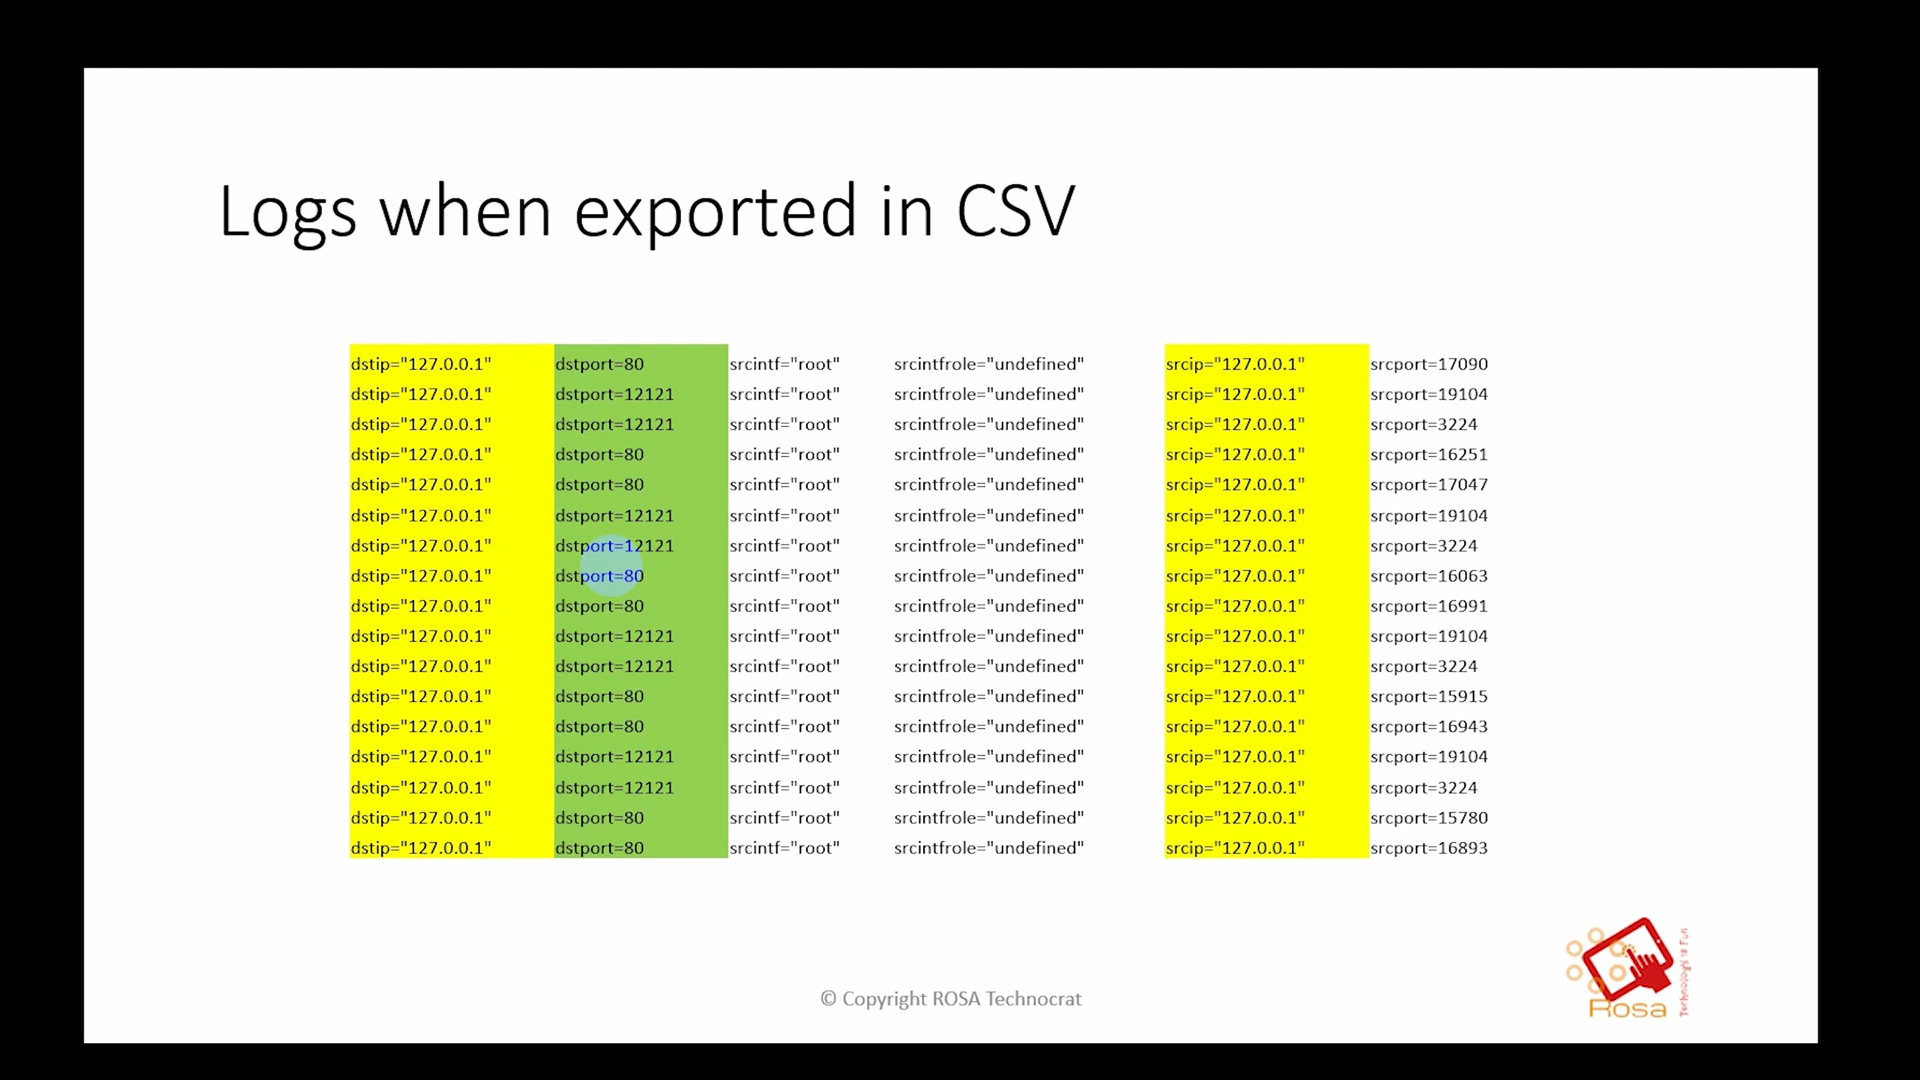 Logs when exported in CSV
dstip="127.0.0.1" dstport=80 srcintf="root" srcintfrole="undefined" srcip="127.0.0.1" srcport=17090
dstip="127.0.0.1" dstport=12121 srcintf="root" srcintfrole="undefined" srcip="127.0.0.1" srcport=19104
dstip="127.0.0.1" dstport=12121 srcintf="root" srcintfrole="undefined" srcip="127.0.0.1" srcport=3224
dstip="127.0.0.1" dstport=80 srcintf="root" srcintfrole="undefined" srcip="127.0.0.1" srcport=16251
dstip="127.0.0.1" dstport=80 srcintf="root" srcintfrole="undefined" srcip="127.0.0.1" srcport=17047
dstip="127.0.0.1" dstport=12121 srcintf="root" srcintfrole="undefined" srcip="127.0.0.1" srcport=19104
dstip="127.0.0.1" dstport=12121 srcintf="root" srcintfrole="undefined" srcip="127.0.0.1" srcport=3224
dstip="127.0.0.1" dstport=80 srcintf="root" srcintfrole="undefined" srcip="127.0.0.1" srcport=16063
dstip="127.0.0.1" dstport=80 srcintf="root" srcintfrole="undefined" srcip="127.0.0.1" srcport=16991
dstip="127.0.0.1" dstport=12121 srcintf="root" srcintfrole="undefined" srcip="127.0.0.1" srcport=19104
dstip="127.0.0.1" dstport=12121 srcintf="root" srcintfrole="undefined" srcip="127.0.0.1" srcport=3224
dstip="127.0.0.1" dstport=80 srcintf="root" srcintfrole="undefined" srcip="127.0.0.1" srcport=15915
dstip="127.0.0.1" dstport=80 srcintf="root" srcintfrole="undefined" srcip="127.0.0.1" srcport=16943
dstip="127.0.0.1" dstport=12121 srcintf="root" srcintfrole="undefined" srcip="127.0.0.1" srcport=19104
dstip="127.0.0.1" dstport=12121 srcintf="root" srcintfrole="undefined" srcip="127.0.0.1" srcport=3224
dstip="127.0.0.1" dstport=80 srcintf="root" srcintfrole="undefined" srcip="127.0.0.1" srcport=15780
dstip="127.0.0.1" dstport=80 srcintf="root" srcintfrole="undefined" srcip="127.0.0.1" srcport=16893
© Copyright ROSA Technocrat
Rosa
Technology is Fun